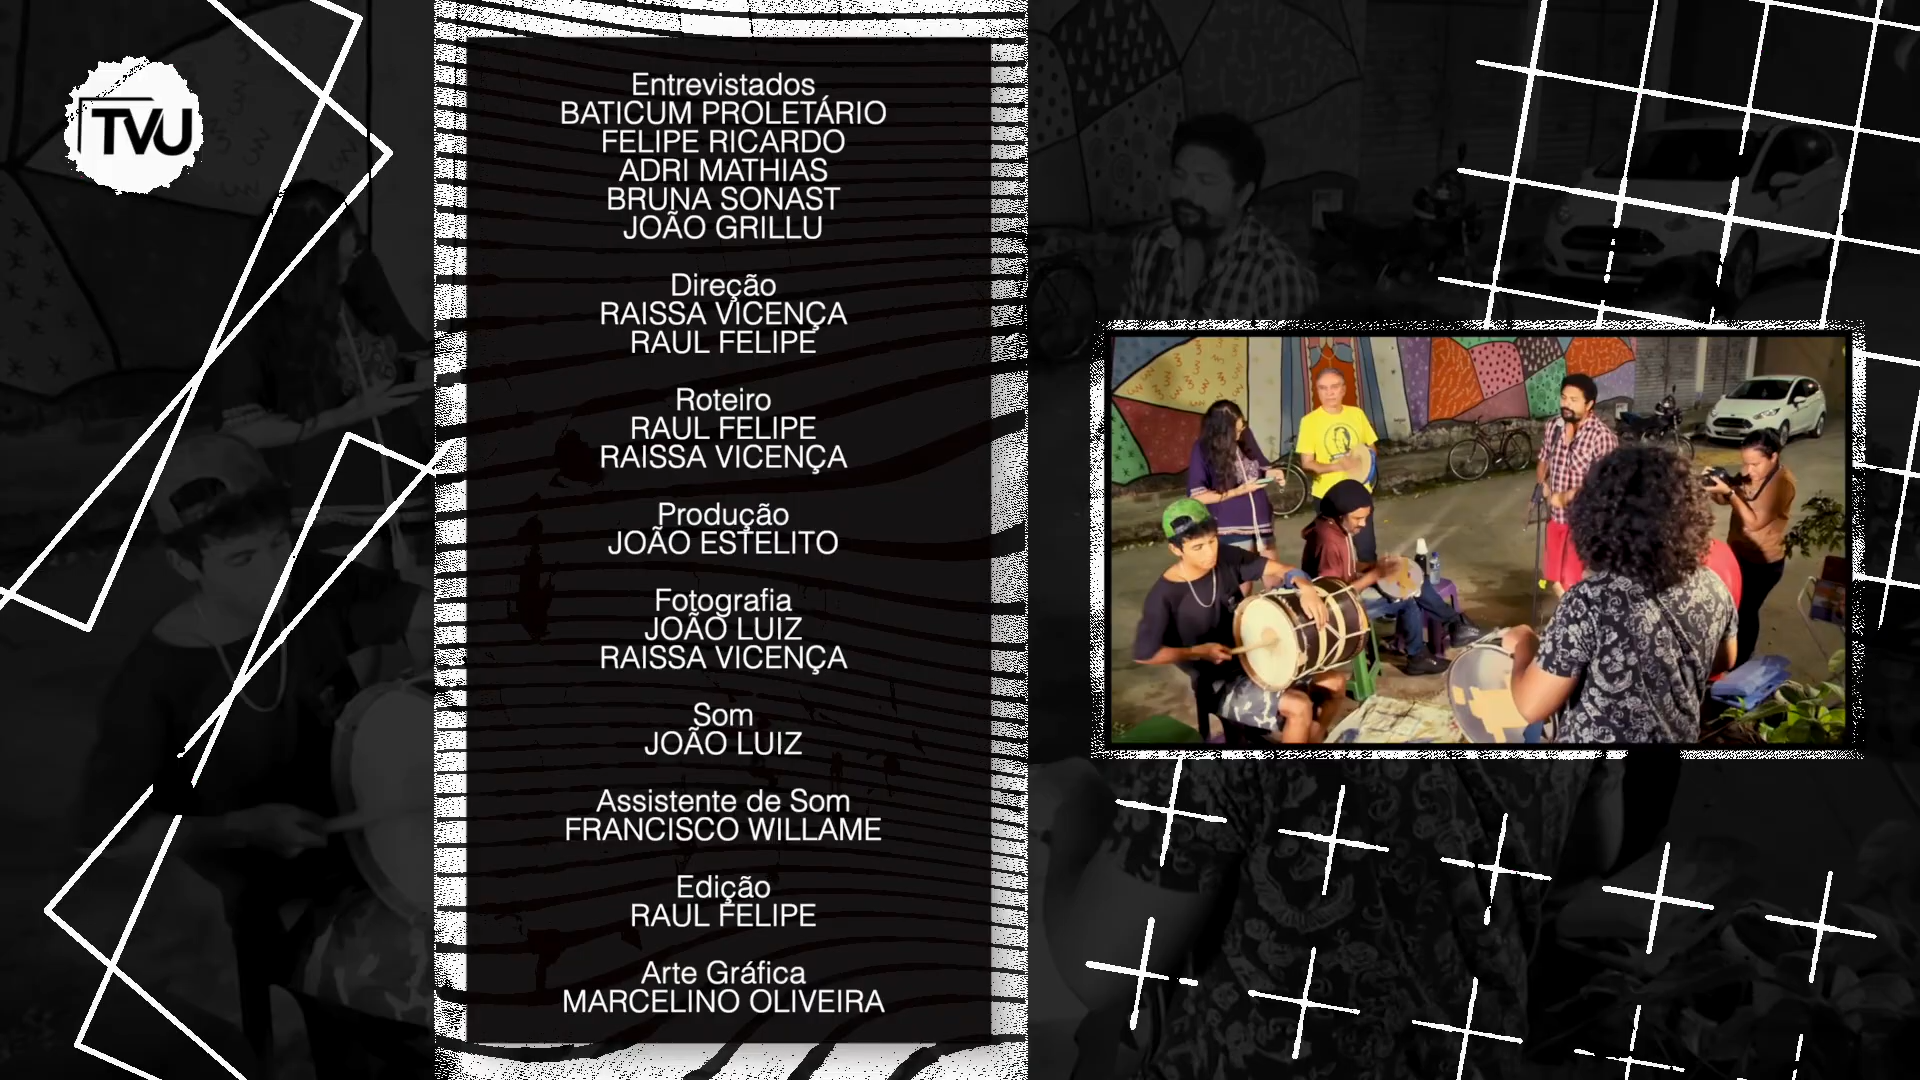 TVU
Entrevistados
BATICUM PROLETÁRIO
FELIPE RICARDO
ADRI MATHIAS
BRUNA SONAST
JOÃO GRILLU
Direção
RAISSA VICENÇA
RAUL FELIPE
Roteiro
RAUL FELIPE
RAISSA VICENÇA
Produção
JOÃO ESTELITO
Fotografia
JOÃO LUIZ
RAISSA VICENÇA
Som
JOÃO LUIZ
Assistente de Som
FRANCISCO WILLAME
Edição
RAUL FELIPE
Arte Gráfica
MARCELINO OLIVEIRA